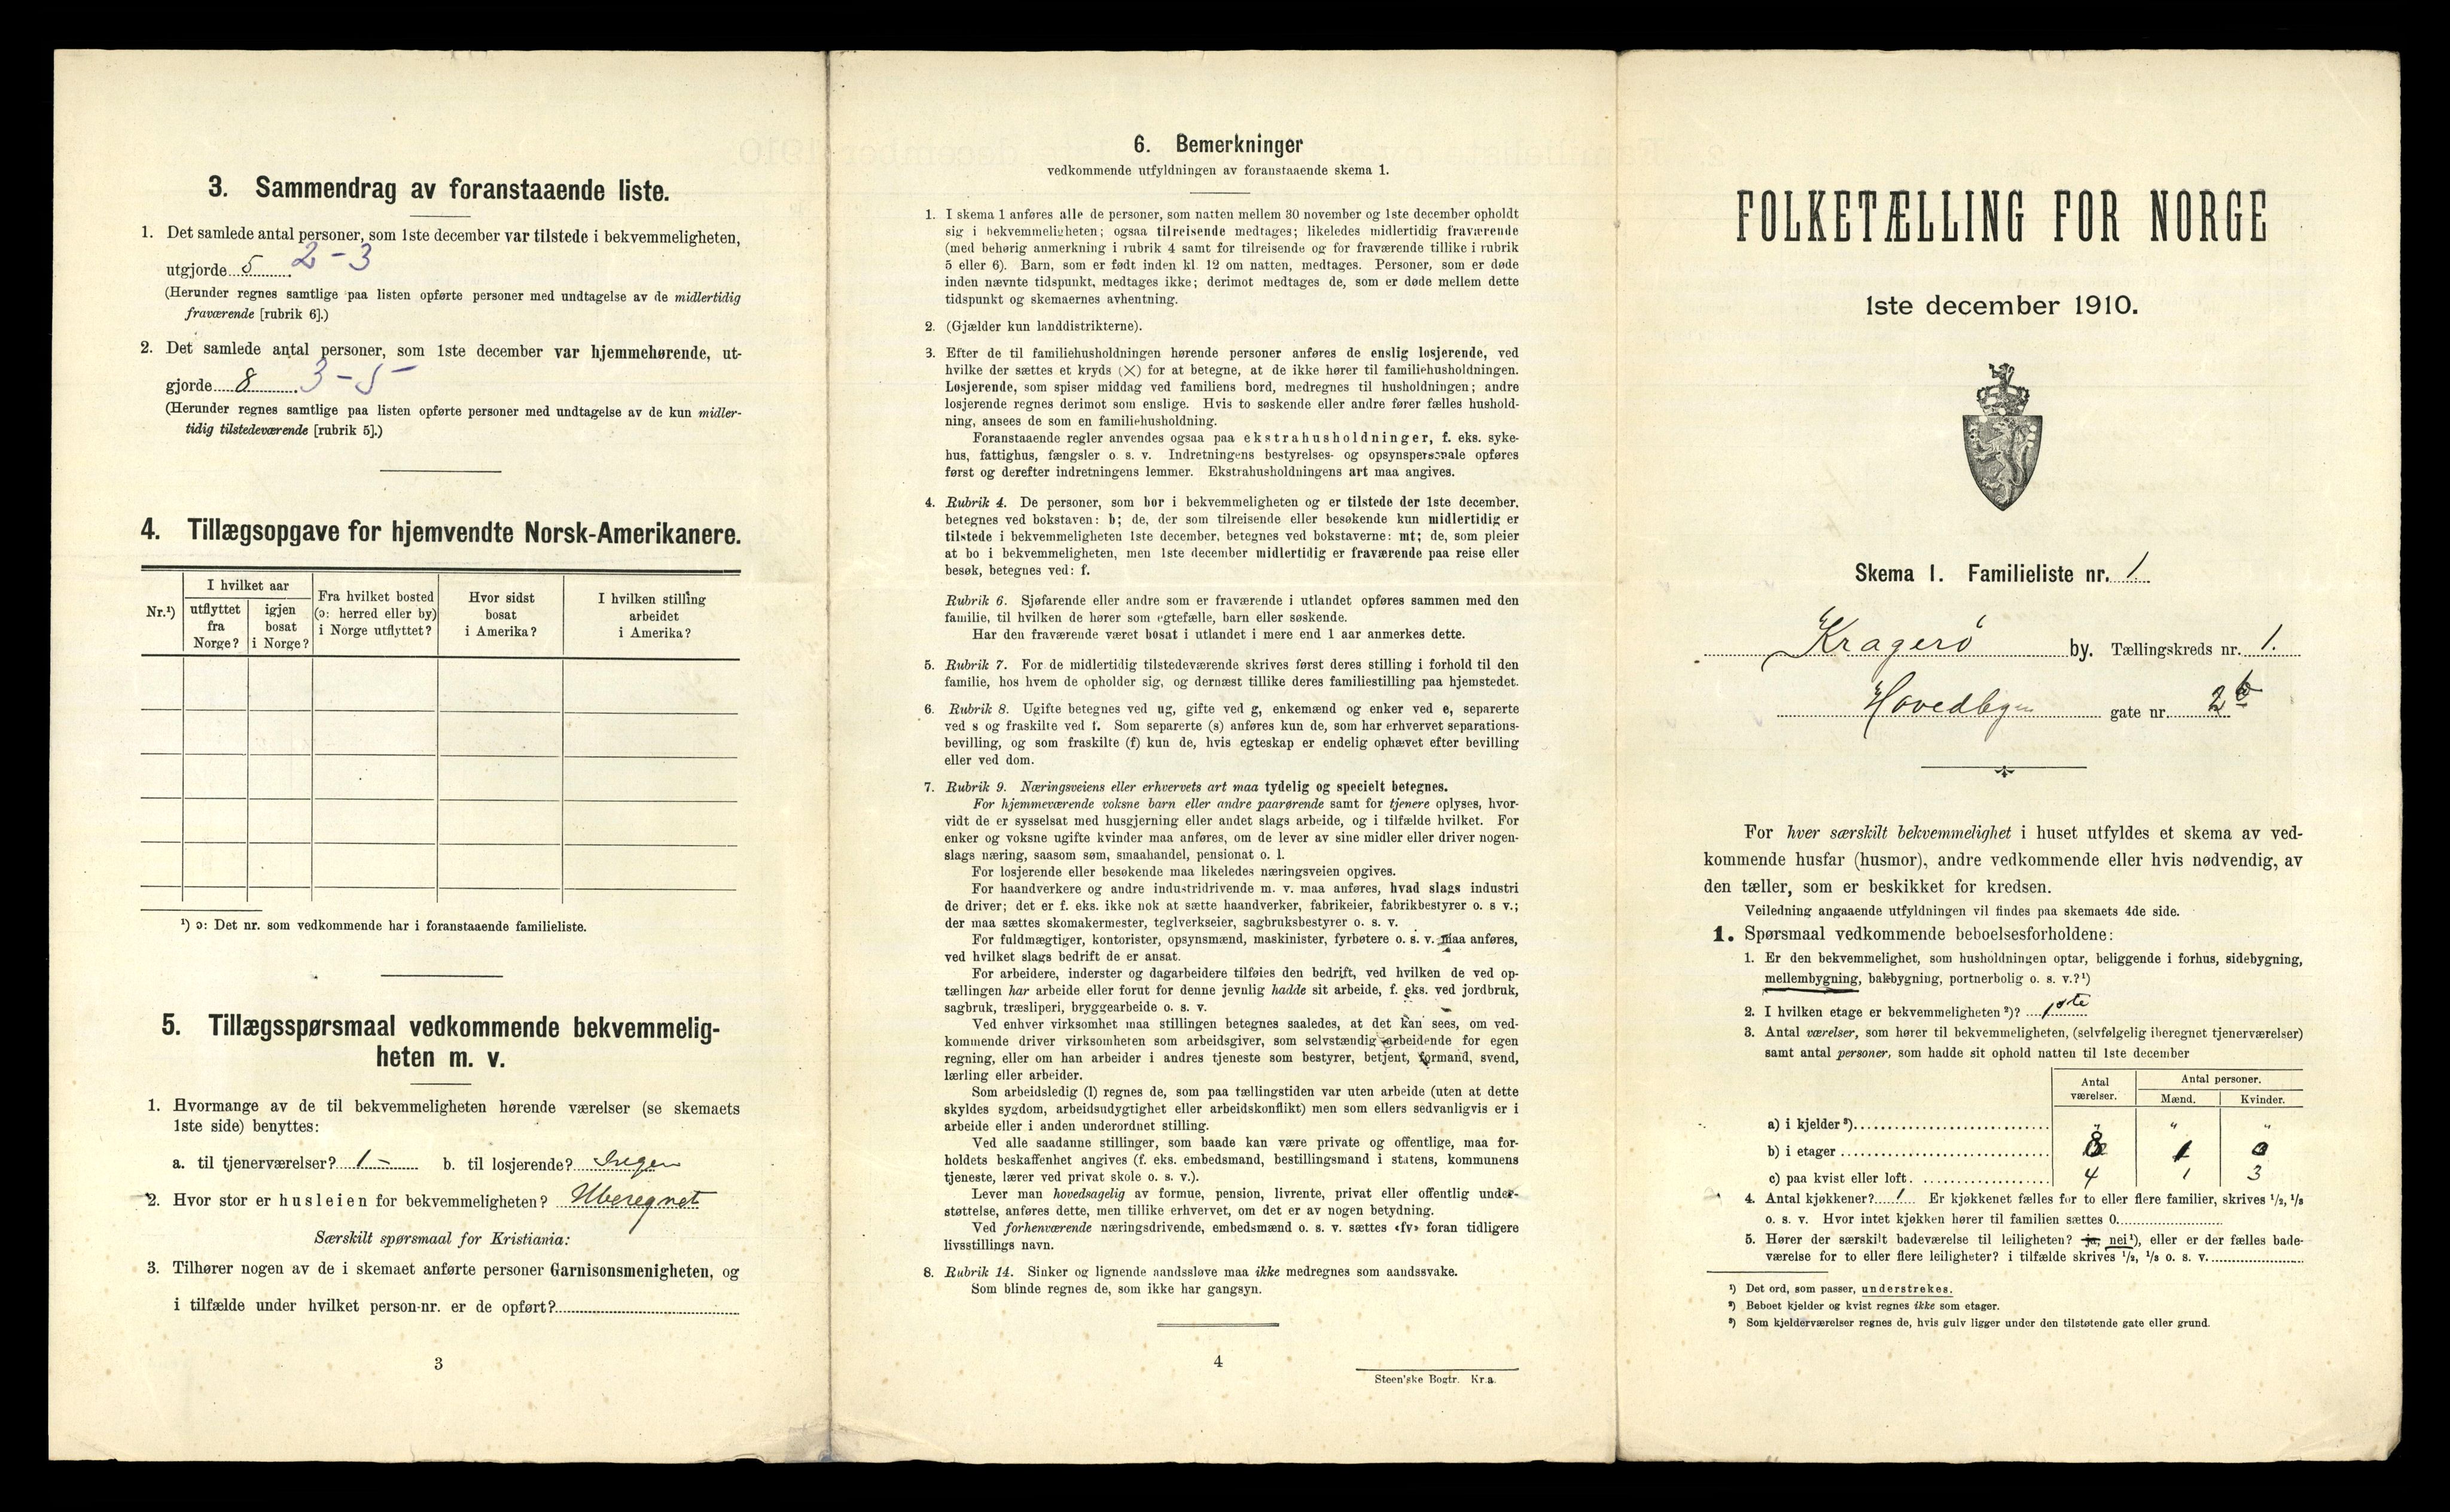 3. Sammendrag av foranstaaende liste.
1. Det samlede antal personer, som 1ste december var tilstede i bekvemmeligheten,
utgjorde 5 2-3
(Herunder regnes samtlige paa listen opførte personer med undtagelse av de midlertidig
fraværende [rubrik 6].)
2. Det samlede antal personer, som 1ste december var hjemmehørende, ut-
gjorde 8 3-5
(Herunder regnes samtlige paa listen opførte personer med undtagelse av de kun midler-
tidig tilstedeværende [rubrik 5].)
4. Tillægsopgave for hjemvendte Norsk-Amerikanere.
Nr.¹)
I hvilket aar
utflyttet fra Norge?
igjen bosat i Norge?
Fra hvilket bosted (ɔ: herred eller by) i Norge utflyttet?
Hvor sidst bosat i Amerika?
I hvilken stilling arbeidet i Amerika?
¹) ɔ: Det nr. som vedkommende har i foranstaaende familieliste.
5. Tillægsspørsmaal vedkommende bekvemmelig-
heten m. v.
1. Hvormange av de til bekvemmeligheten hørende værelser (se skemaets
1ste side) benyttes:
a. til tjenerværelser? 1 - b. til losjerende? Ingen
2. Hvor stor er husleien for bekvemmeligheten? Uberegnet
Særskilt spørsmaal for Kristiania:
3. Tilhører nogen av de i skemaet anførte personer Garnisonsmenigheten, og
i tilfælde under hvilket person-nr. er de opført?
3
6. Bemerkninger
vedkommende utfyldningen av foranstaaende skema 1.
1. I skema 1 anføres alle de personer, som natten mellem 30 november og 1ste december opholdt
sig i bekvemmeligheten; ogsaa tilreisende medtages; likeledes midlertidig fraværende
(med behørig anmerkning i rubrik 4 samt for tilreisende og for fraværende tillike i rubrik
5 eller 6). Barn, som er født inden kl. 12 om natten, medtages. Personer, som er døde
inden nævnte tidspunkt, medtages ikke; derimot medtages de, som er døde mellem dette
tidspunkt og skemaernes avhentning.
2. (Gjælder kun landdistrikterne).
3. Efter de til familiehusholdningen hørende personer anføres de enslig losjerende, ved
hvilke der sættes et kryds (×) for at betegne, at de ikke hører til familiehusholdningen.
Losjerende, som spiser middag ved familiens bord, medregnes til husholdningen; andre
losjerende regnes derimot som enslige. Hvis to søskende eller andre fører fælles hushold-
ning, ansees de som en familiehusholdning.
Foranstaaende regler anvendes ogsaa paa ekstrahusholdninger, f. eks. syke-
hus, fattighus, fængsler o. s. v. Indretningens bestyrelses- og opsynspersonale opføres
først og derefter indretningens lemmer. Ekstrahusholdningens art maa angives.
4. Rubrik 4. De personer, som bor i bekvemmeligheten og er tilstede der 1ste december,
betegnes ved bokstaven: b; de, der som tilreisende eller besøkende kun midlertidig er
tilstede i bekvemmeligheten 1ste december, betegnes ved bokstaverne: mt; de, som pleier
at bo i bekvemmeligheten, men 1ste december midlertidig er fraværende paa reise eller
besøk, betegnes ved: f.
Rubrik 6. Sjøfarende eller andre som er fraværende i utlandet opføres sammen med den
familie, til hvilken de hører som egtefælle, barn eller søskende.
Har den fraværende været bosat i utlandet i mere end 1 aar anmerkes dette.
5. Rubrik 7. For de midlertidig tilstedeværende skrives først deres stilling i forhold til den
familie, hos hvem de opholder sig, og dernæst tillike deres familiestilling paa hjemstedet.
6. Rubrik 8. Ugifte betegnes ved ug, gifte ved g, enkemænd og enker ved e, separerte
ved s og fraskilte ved f. Som separerte (s) anføres kun de, som har erhvervet separations-
bevilling, og som fraskilte (f) kun de, hvis egteskap er endelig ophævet efter bevilling
eller ved dom.
7. Rubrik 9. Næringsveiens eller erhvervets art maa tydelig og specielt betegnes.
For hjemmeværende voksne barn eller andre paarørende samt for tjenere oplyses, hvor-
vidt de er sysselsat med husgjerning eller andet slags arbeide, og i tilfælde hvilket. For
enker og voksne ugifte kvinder maa anføres, om de lever av sine midler eller driver nogen-
slags næring, saasom søm, smaahandel, pensionat o. l.
For losjerende eller besøkende maa likeledes næringsveien opgives.
For haandverkere og andre industridrivende m. v. maa anføres, hvad slags industri
de driver; det er f. eks. ikke nok at sætte haandverker, fabrikeier, fabrikbestyrer o. s v.;
der maa sættes skomakermester, teglverkseier, sagbruksbestyrer o. s. v.
For fuldmægtiger, kontorister, opsynsmænd, maskinister, fyrbøtere o. s. v. maa anføres,
ved hvilket slags bedrift de er ansat.
For arbeidere, inderster og dagarbeidere tilføies den bedrift, ved hvilken de ved op-
tællingen har arbeide eller forut for denne jevnlig hadde sit arbeide, f. eks. ved jordbruk,
sagbruk, træsliperi, bryggearbeide o. s. v.
Ved enhver virksomhet maa stillingen betegnes saaledes, at det kan sees, om ved-
kommende driver virksomheten som arbeidsgiver, som selvstændig arbeidende for egen
regning, eller om han arbeider i andres tjeneste som bestyrer, betjent, formand, svend,
lærling eller arbeider.
Som arbeidsledig (l) regnes de, som paa tællingstiden var uten arbeide (uten at dette
skyldes sygdom, arbeidsudygtighet eller arbeidskonflikt) men som ellers sedvanligvis er i
arbeide eller i anden underordnet stilling.
Ved alle saadanne stillinger, som baade kan være private og offentlige, maa for-
holdets beskaffenhet angives (f. eks. embedsmand, bestillingsmand i statens, kommunens
tjeneste, lærer ved privat skole o. s. v.).
Lever man hovedsagelig av formue, pension, livrente, privat eller offentlig under-
støttelse, anføres dette, men tillike erhvervet, om det er av nogen betydning.
Ved forhenværende næringsdrivende, embedsmænd o. s. v. sættes «fv» foran tidligere
livsstillings navn.
8. Rubrik 14. Sinker og lignende aandssløve maa ikke medregnes som aandssvake.
Som blinde regnes de, som ikke har gangsyn.
4
Steen'ske Bogtr. Kr.a.
FOLKETÆLLING FOR NORGE
1ste december 1910.
Skema 1. Familieliste nr. 1
Kragerø by. Tællingskreds nr. 1.
gate nr. 2 b
For hver særskilt bekvemmelighet i huset utfyldes et skema av ved-
kommende husfar (husmor), andre vedkommende eller hvis nødvendig, av
den tæller, som er beskikket for kredsen.
Veiledning angaaende utfyldningen vil findes paa skemaets 4de side.
1. Spørsmaal vedkommende beboelsesforholdene:
1. Er den bekvemmelighet, som husholdningen optar, beliggende i forhus, sidebygning,
mellembygning, bakbygning, portnerbolig o. s. v.?¹)
2. I hvilken etage er bekvemmeligheten²)? 1ste
3. Antal værelser, som hører til bekvemmeligheten, (selvfølgelig iberegnet tjenerværelser)
samt antal personer, som hadde sit ophold natten til 1ste december
Antal værelser.
Antal personer.
Mænd. Kvinder.
a) i kjelder³) " " "
b) i etager 8 1 0
c) paa kvist eller loft 4 1 3
4. Antal kjøkkener? 1 Er kjøkkenet fælles for to eller flere familier, skrives ¹/₂, ¹/₃
o. s. v. Hvor intet kjøkken hører til familien sættes 0.
5. Hører der særskilt badeværelse til leiligheten? ja, nei¹), eller er der fælles bade-
værelse for to eller flere leiligheter? i tilfælde skrives ¹/₂, ¹/₃ o. s. v.
¹) Det ord, som passer, understrekes.
²) Beboet kjelder og kvist regnes ikke som etager.
³) Som kjelderværelser regnes de, hvis gulv ligger under den tilstøtende gate eller grund.